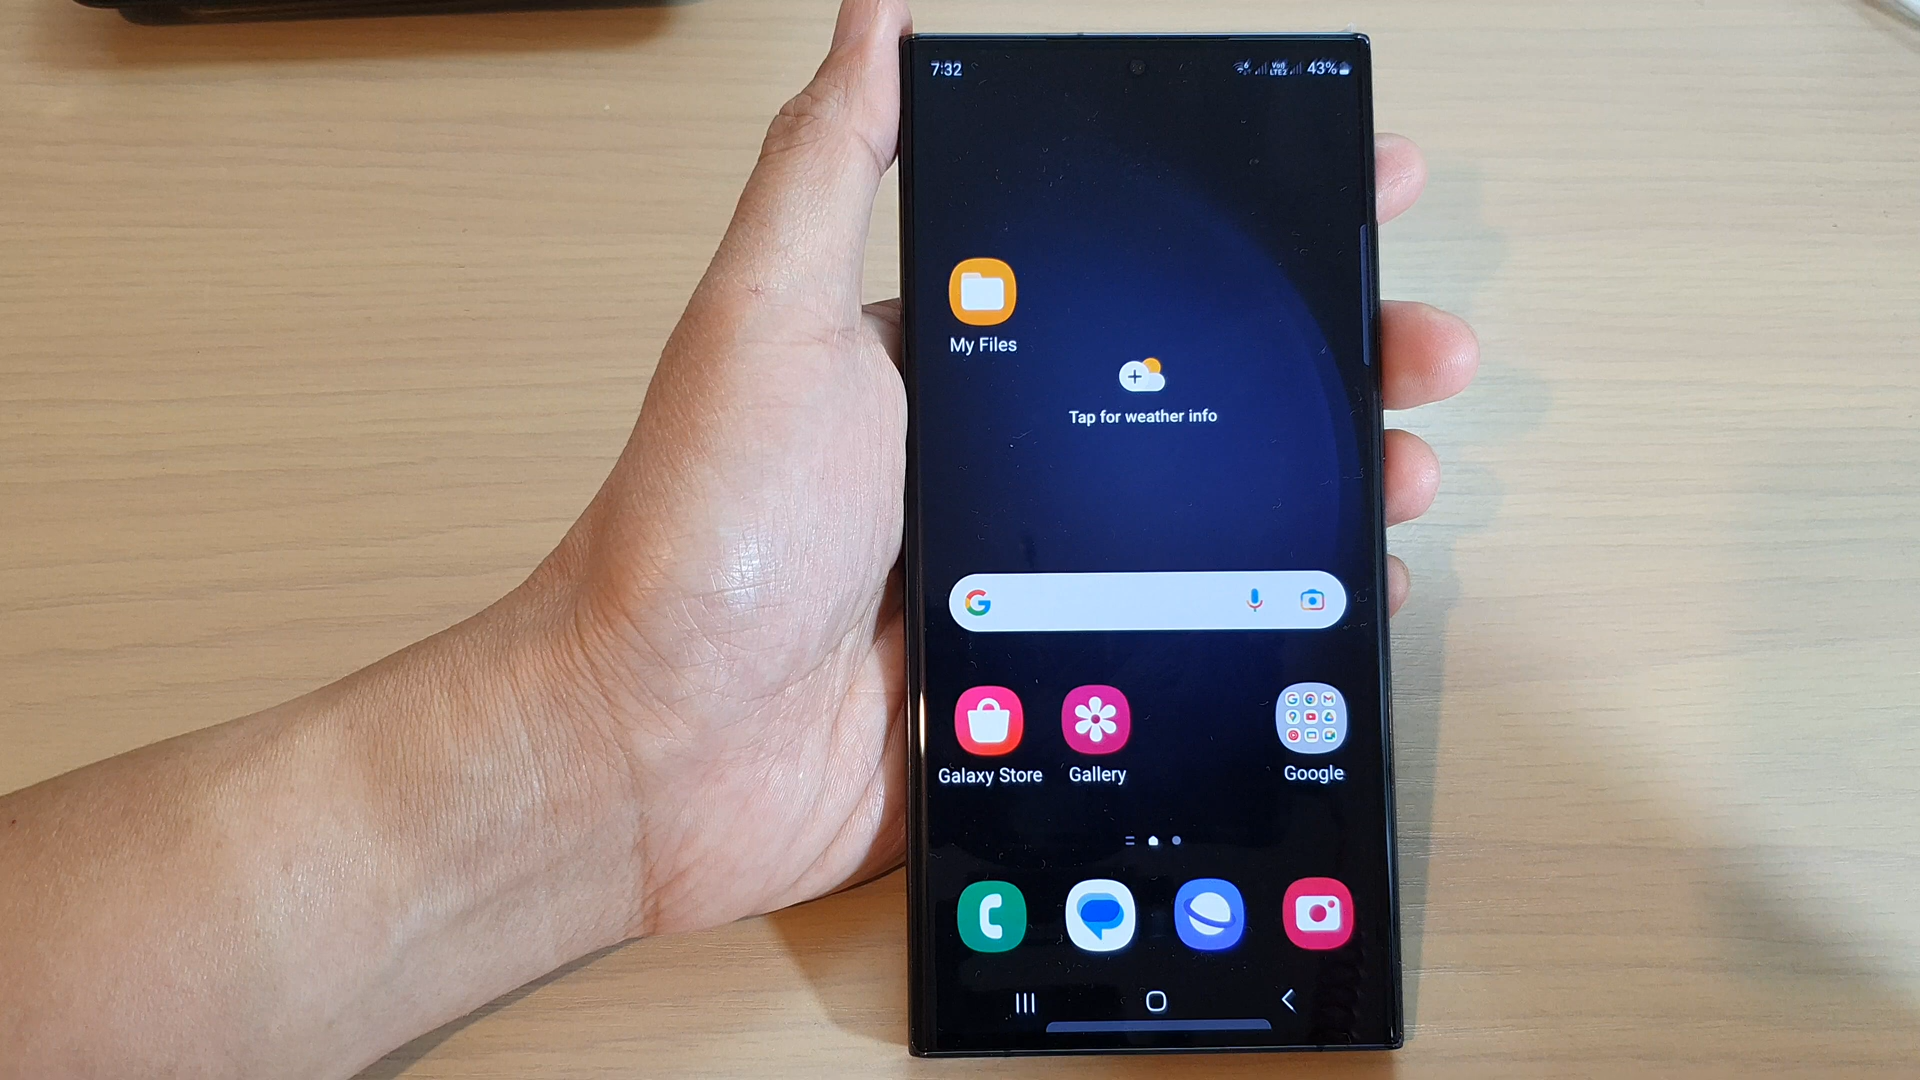 7:32
43%
My Files
Tap for weather info
G
Galaxy Store
Gallery
Google